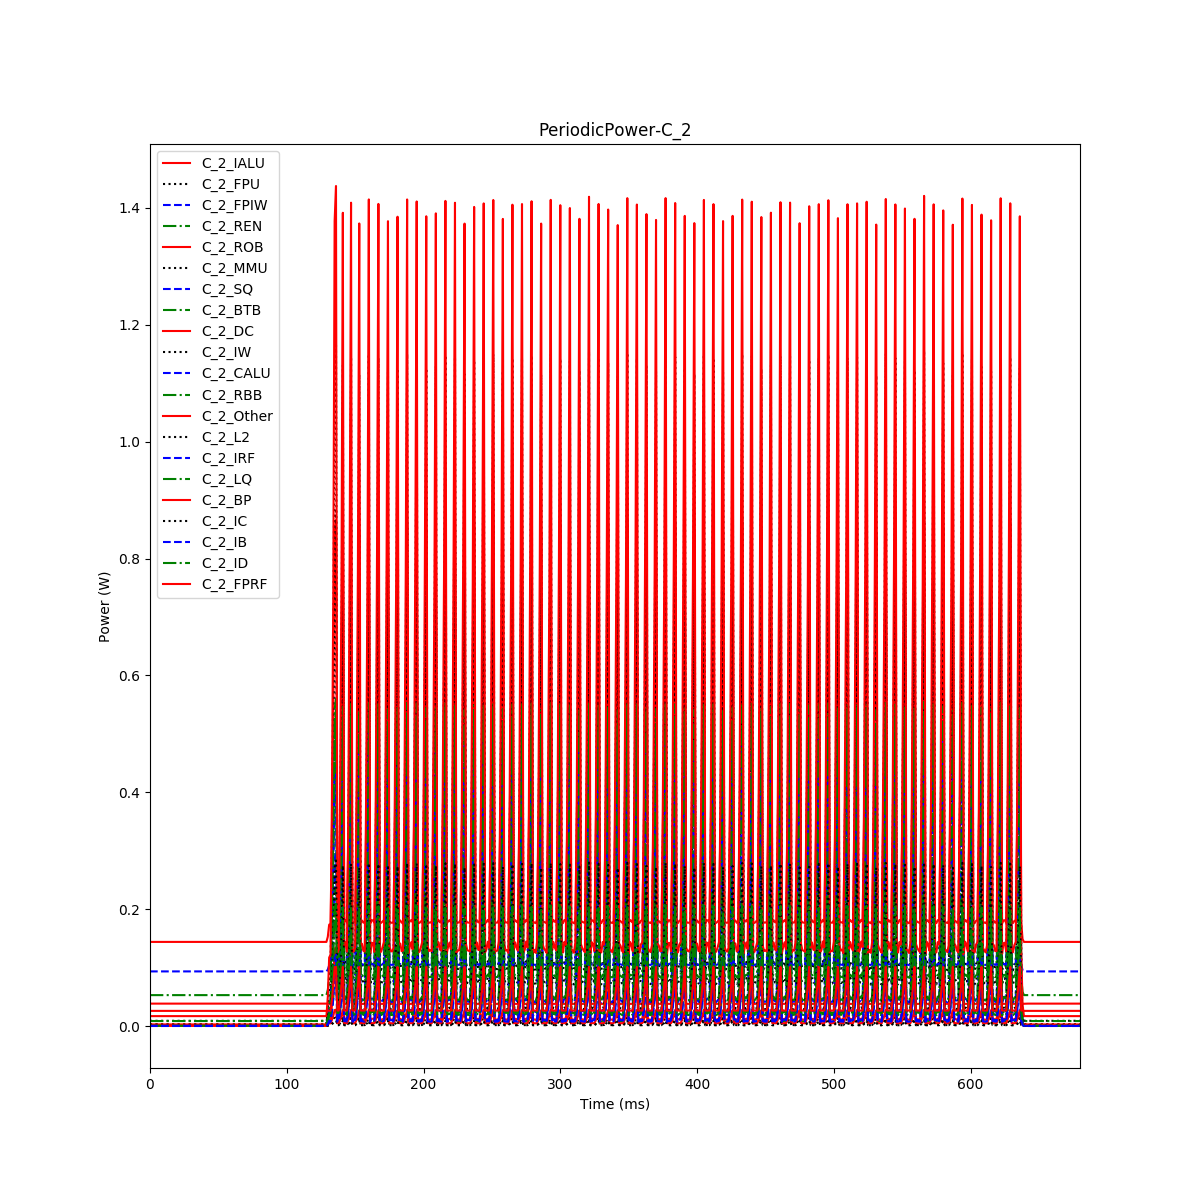 PeriodicPower-C_2
C_2_IALU
C_2_FPU
C_2_FPIW
C_2_REN
C_2_ROB
C_2_MMU
C_2_SQ
C_2_BTB
C_2_DC
C_2_IW
C_2_CALU
C_2_RBB
C_2_Other
C_2_L2
C_2_IRF
C_2_LQ
C_2_BP
C_2_IC
C_2_IB
C_2_ID
C_2_FPRF
Power (W)
1.4
1.2
1.0
0.8
0.6
0.4
0.2
0.0
0 100 200 300 400 500 600
Time (ms)